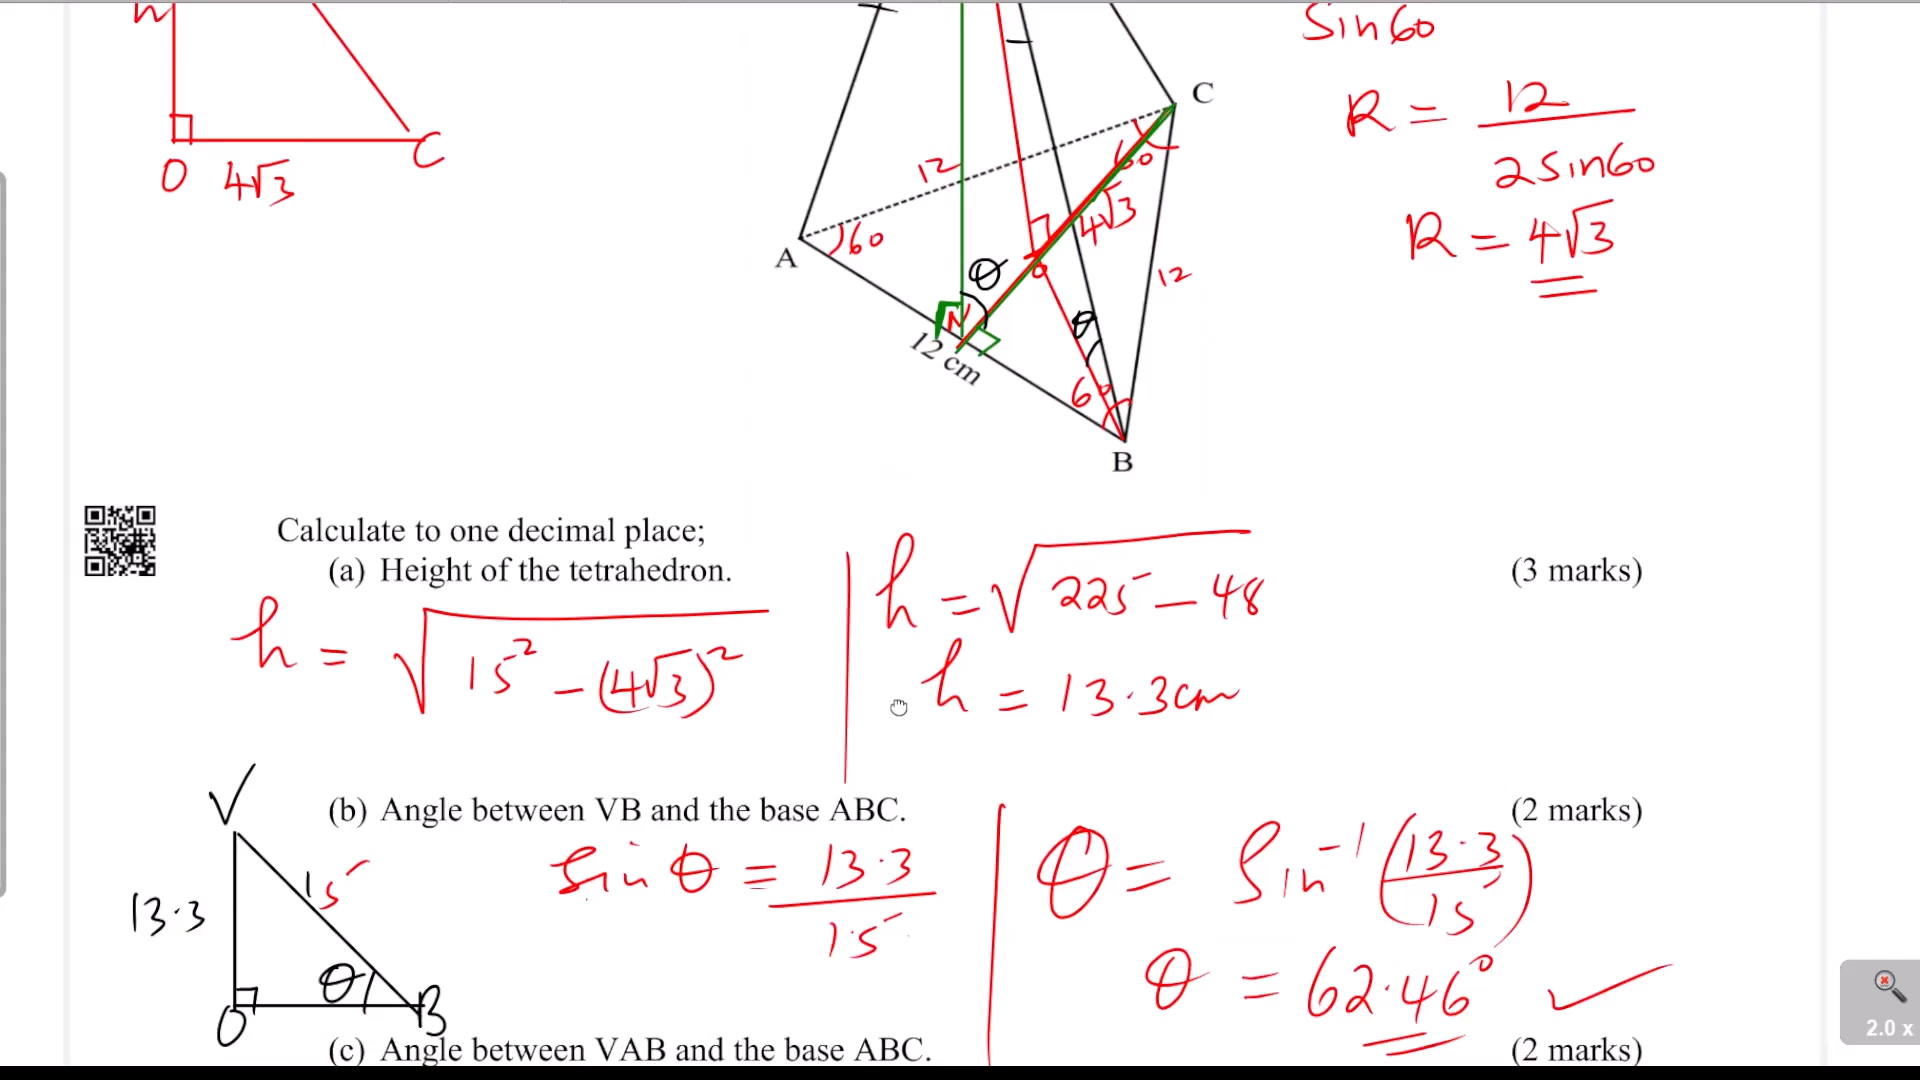 h
O 4√3 C
Sin60
R = 12 / 2Sin60
R = 4√3
C
12
60
4√3
A
60
θ
O
12
N
θ
12 cm
60
B
Calculate to one decimal place;
(a) Height of the tetrahedron. (3 marks)
h = √15² – (4√3)²
h = √225 – 48
h = 13.3cm
(b) Angle between VB and the base ABC. (2 marks)
V
15
13.3
θ
O B
Sin θ = 13.3 / 15
θ = Sin⁻¹ (13.3 / 15)
θ = 62.46° ✓
(c) Angle between VAB and the base ABC. (2 marks)
2.0 x